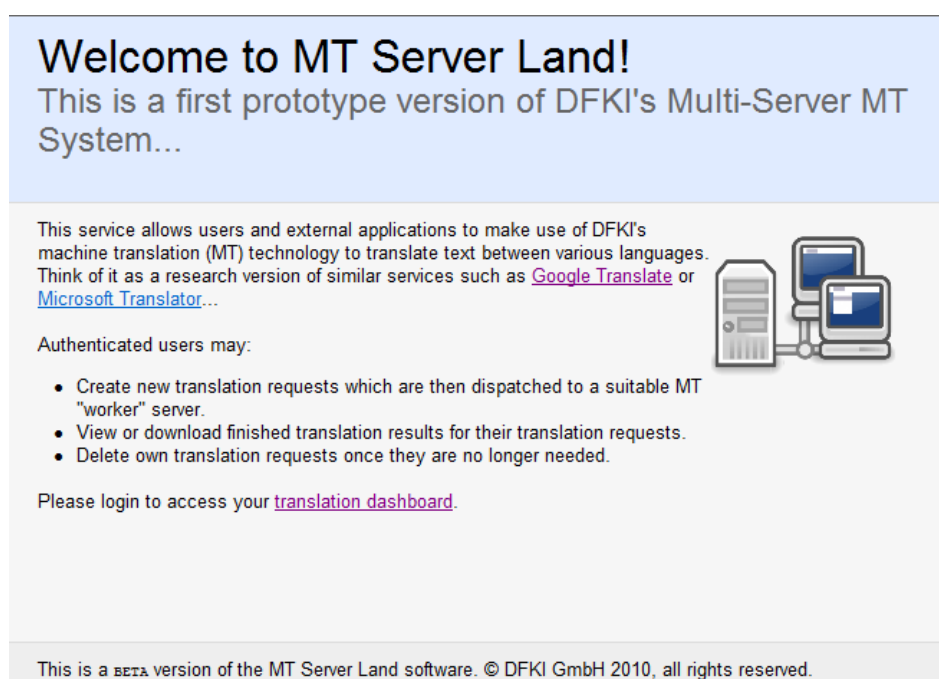 Welcome to MT Server Land!
This is a first prototype version of DFKI's Multi-Server MT
System...
This service allows users and external applications to make use of DFKI's
machine translation (MT) technology to translate text between various languages.
Think of it as a research version of similar services such as Google Translate or
Microsoft Translator...
Authenticated users may:
• Create new translation requests which are then dispatched to a suitable MT
"worker" server.
• View or download finished translation results for their translation requests.
• Delete own translation requests once they are no longer needed.
Please login to access your translation dashboard.
This is a BETA version of the MT Server Land software. © DFKI GmbH 2010, all rights reserved.